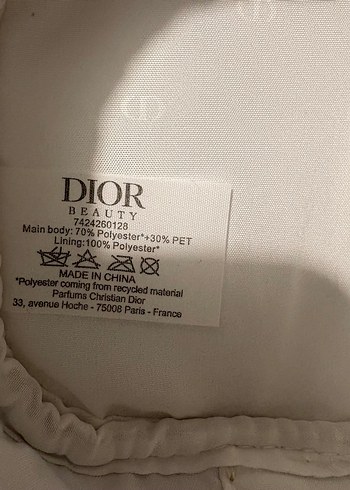 DIOR
BEAUTY
7424260128
Main body: 70% Polyester*+30% PET
Lining:100% Polyester*
MADE IN CHINA
*Polyester coming from recycled material
Parfums Christian Dior
33, avenue Hoche - 75008 Paris - France